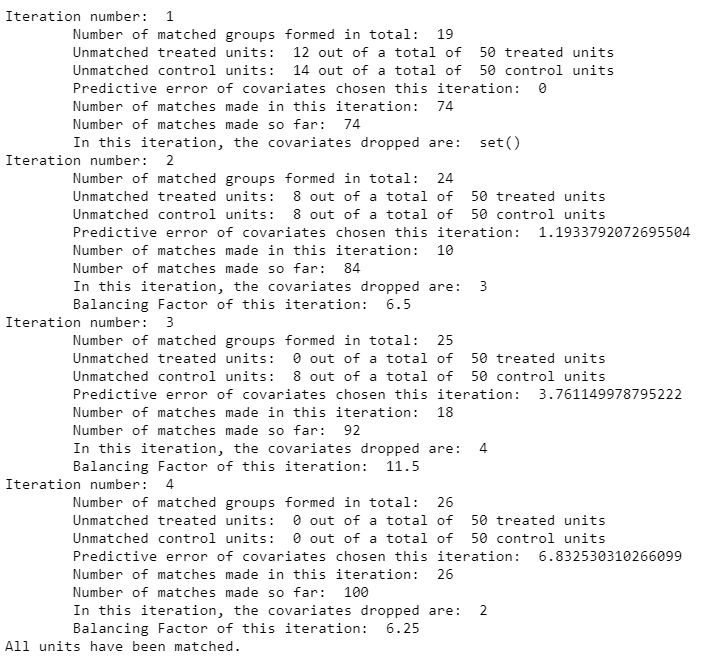 Iteration number:  1
Number of matched groups formed in total:  19
Unmatched treated units:  12 out of a total of  50 treated units
Unmatched control units:  14 out of a total of  50 control units
Predictive error of covariates chosen this iteration:  0
Number of matches made in this iteration:  74
Number of matches made so far:  74
In this iteration, the covariates dropped are:  set()
Iteration number:  2
Number of matched groups formed in total:  24
Unmatched treated units:  8 out of a total of  50 treated units
Unmatched control units:  8 out of a total of  50 control units
Predictive error of covariates chosen this iteration:  1.1933792072695504
Number of matches made in this iteration:  10
Number of matches made so far:  84
In this iteration, the covariates dropped are:  3
Balancing Factor of this iteration:  6.5
Iteration number:  3
Number of matched groups formed in total:  25
Unmatched treated units:  0 out of a total of  50 treated units
Unmatched control units:  8 out of a total of  50 control units
Predictive error of covariates chosen this iteration:  3.761149978795222
Number of matches made in this iteration:  18
Number of matches made so far:  92
In this iteration, the covariates dropped are:  4
Balancing Factor of this iteration:  11.5
Iteration number:  4
Number of matched groups formed in total:  26
Unmatched treated units:  0 out of a total of  50 treated units
Unmatched control units:  0 out of a total of  50 control units
Predictive error of covariates chosen this iteration:  6.832530310266099
Number of matches made in this iteration:  26
Number of matches made so far:  100
In this iteration, the covariates dropped are:  2
Balancing Factor of this iteration:  6.25
All units have been matched.